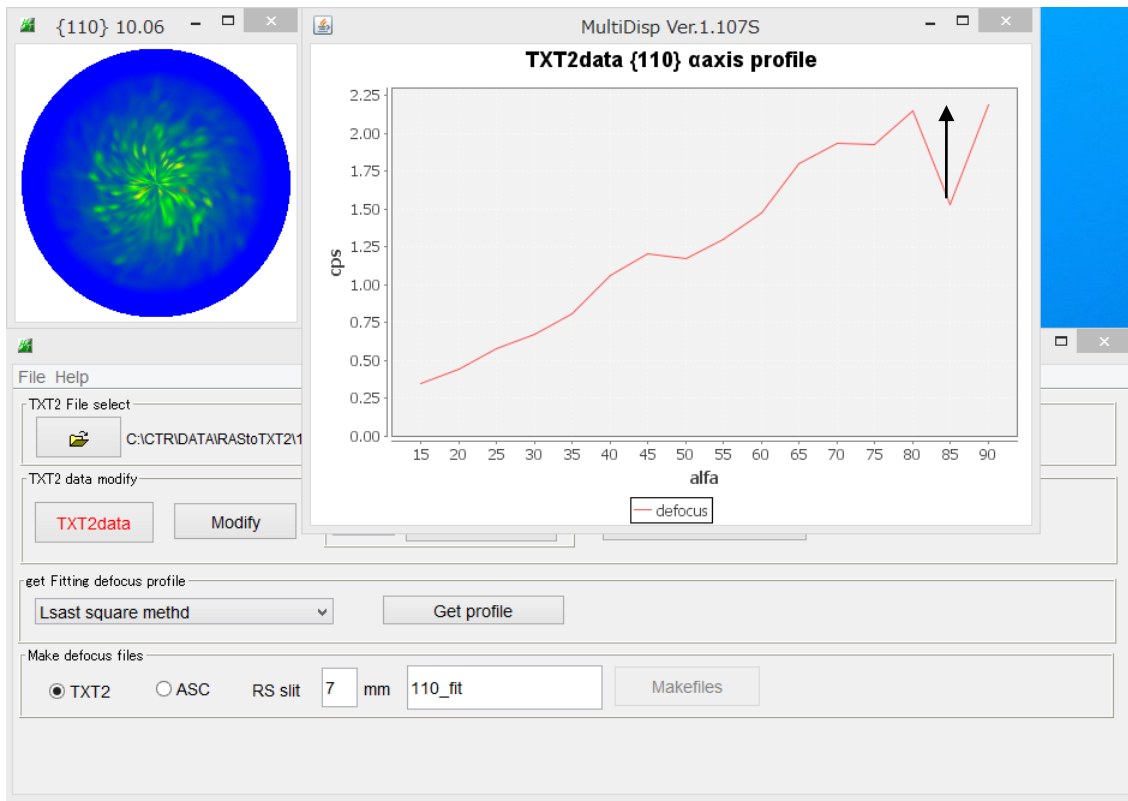 {110} 10.06
MultiDisp Ver.1.107S
TXT2data {110} αaxis profile
2.25
2.00
1.75
1.50
1.25
1.00
0.75
0.50
0.25
0.00
cps
15 20 25 30 35 40 45 50 55 60 65 70 75 80 85 90
alfa
defocus
File Help
TXT2 File select
C:\CTR\DATA\RAStoTXT2\1
TXT2 data modify
TXT2data Modify
get Fitting defocus profile
Lsast square methd Get profile
Make defocus files
TXT2 ASC RS slit 7 mm 110_fit Makefiles